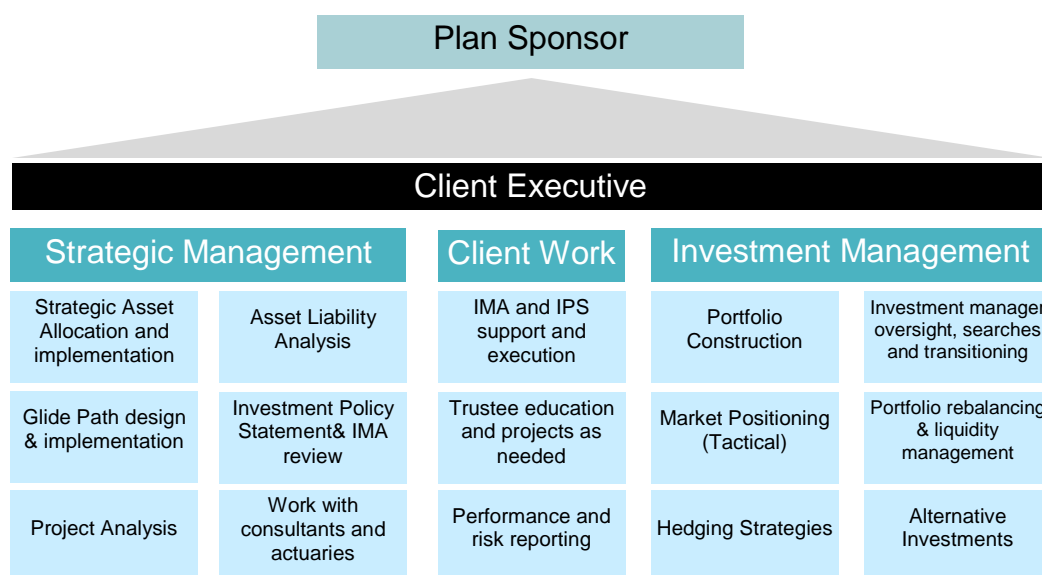 Plan Sponsor
Client Executive
Strategic Management
Client Work
Investment Management
Strategic Asset
Allocation and
implementation
Asset Liability
Analysis
IMA and IPS
support and
execution
Portfolio
Construction
Investment manager
oversight, searches
and transitioning
Glide Path design
& implementation
Investment Policy
Statement& IMA
review
Trustee education
and projects as
needed
Market Positioning
(Tactical)
Portfolio rebalancing
& liquidity
management
Project Analysis
Work with
consultants and
actuaries
Performance and
risk reporting
Hedging Strategies
Alternative
Investments